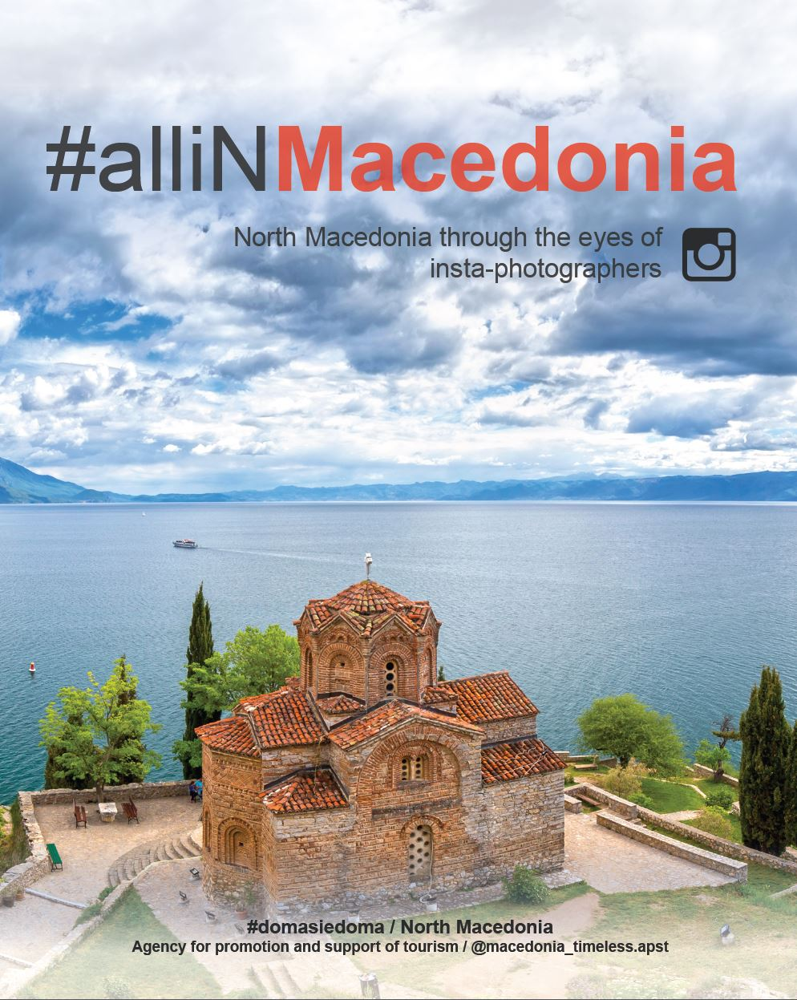 #alliNMacedonia
North Macedonia through the eyes of
insta-photographers
#domasiedoma / North Macedonia
Agency for promotion and support of tourism / @macedonia_timeless.apst